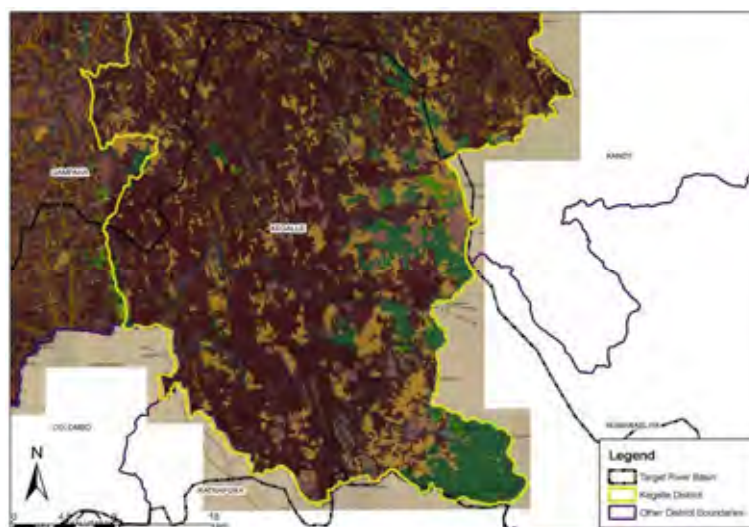 KANDY
GAMPAHA
KEGALLE
COLOMBO
RATNAPURA
N
Legend
Target River Basin
Kegalle District
Other District Boundaries